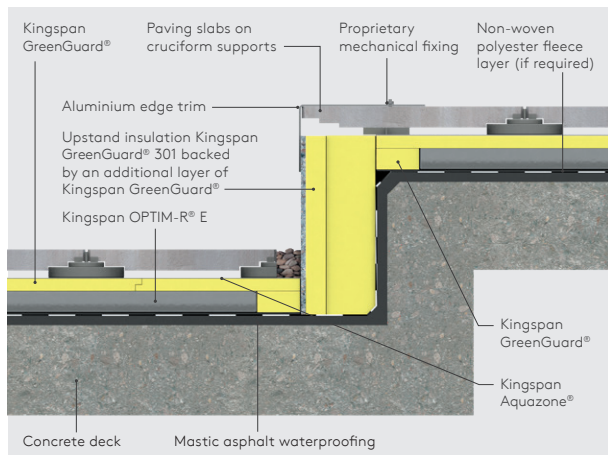 Kingspan
GreenGuard®
Paving slabs on
cruciform supports
Proprietary
mechanical fixing
Non-woven
polyester fleece
layer (if required)
Aluminium edge trim
Upstand insulation Kingspan
GreenGuard® 301 backed
by an additional layer of
Kingspan GreenGuard®
Kingspan OPTIM-R® E
Kingspan
GreenGuard®
Kingspan
Aquazone®
Concrete deck
Mastic asphalt waterproofing